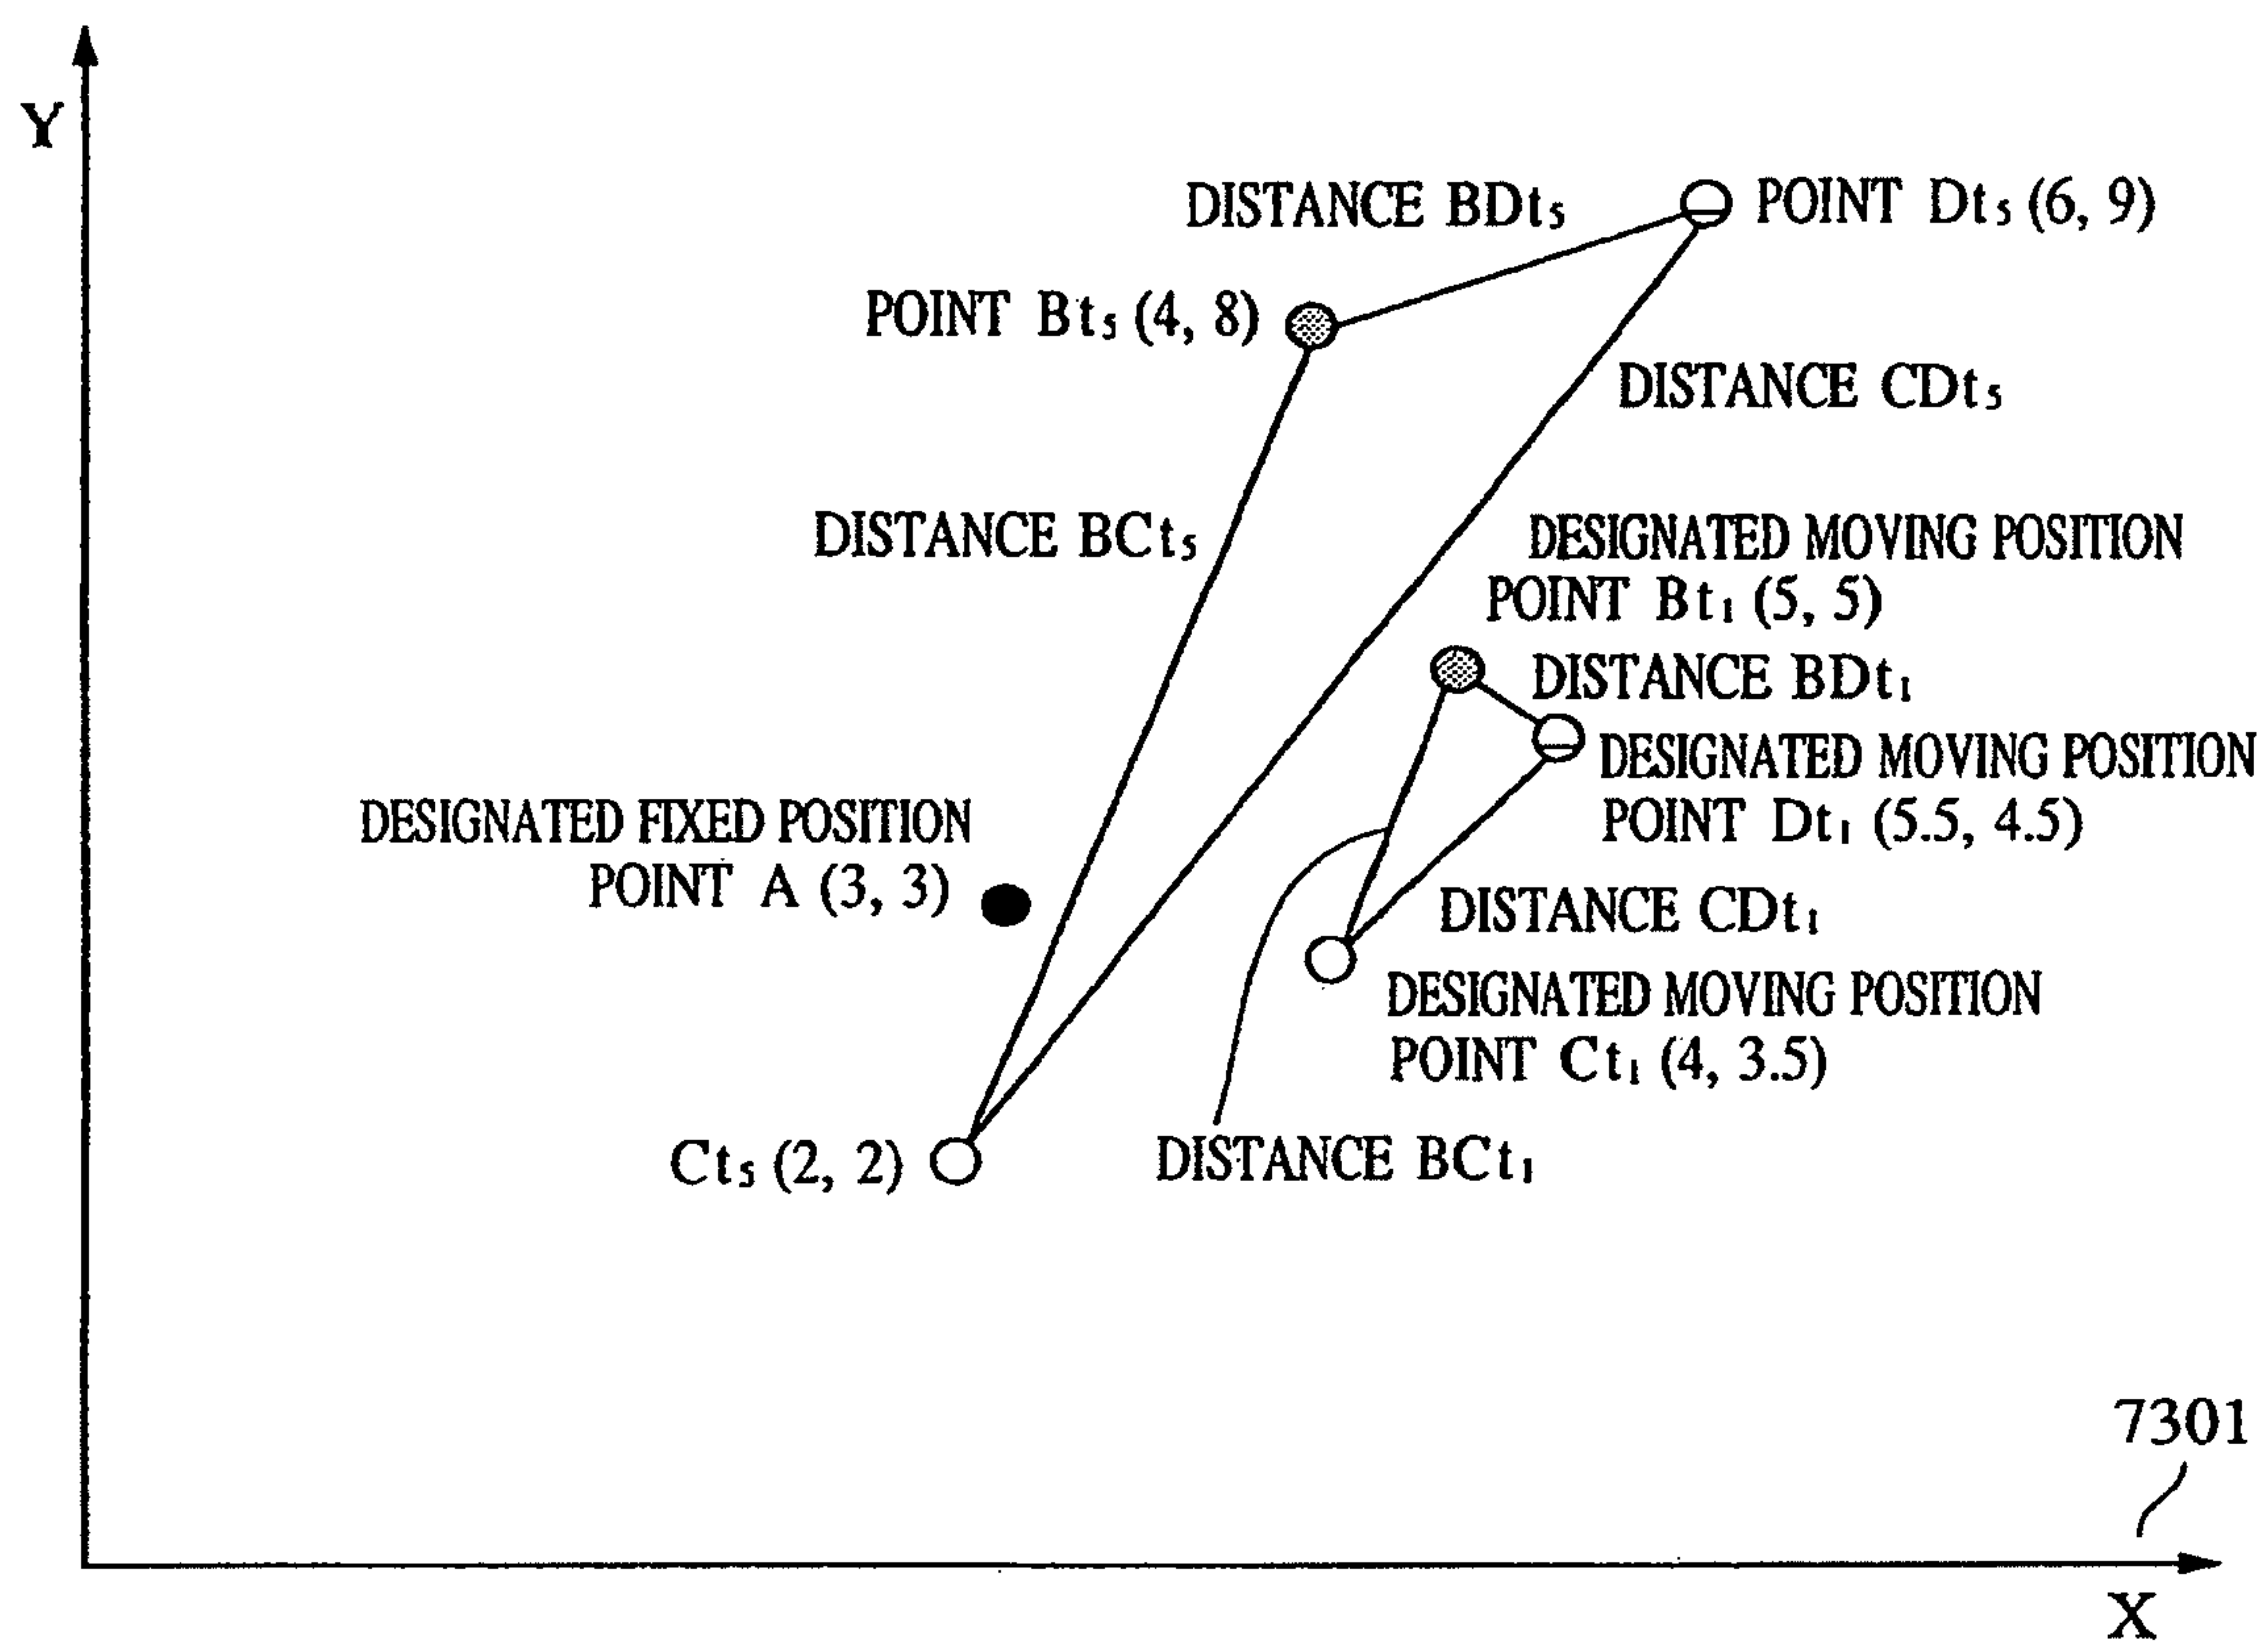 Y
DISTANCE BDt₅
POINT Dt₅ (6, 9)
POINT Bt₅ (4, 8)
DISTANCE CDt₅
DISTANCE BCt₅
DESIGNATED MOVING POSITION
POINT Bt₁ (5, 5)
DISTANCE BDt₁
DESIGNATED MOVING POSITION
POINT Dt₁ (5.5, 4.5)
DESIGNATED FIXED POSITION
POINT A (3, 3)
DISTANCE CDt₁
DESIGNATED MOVING POSITION
POINT Ct₁ (4, 3.5)
Ct₅ (2, 2)
DISTANCE BCt₁
7301
X